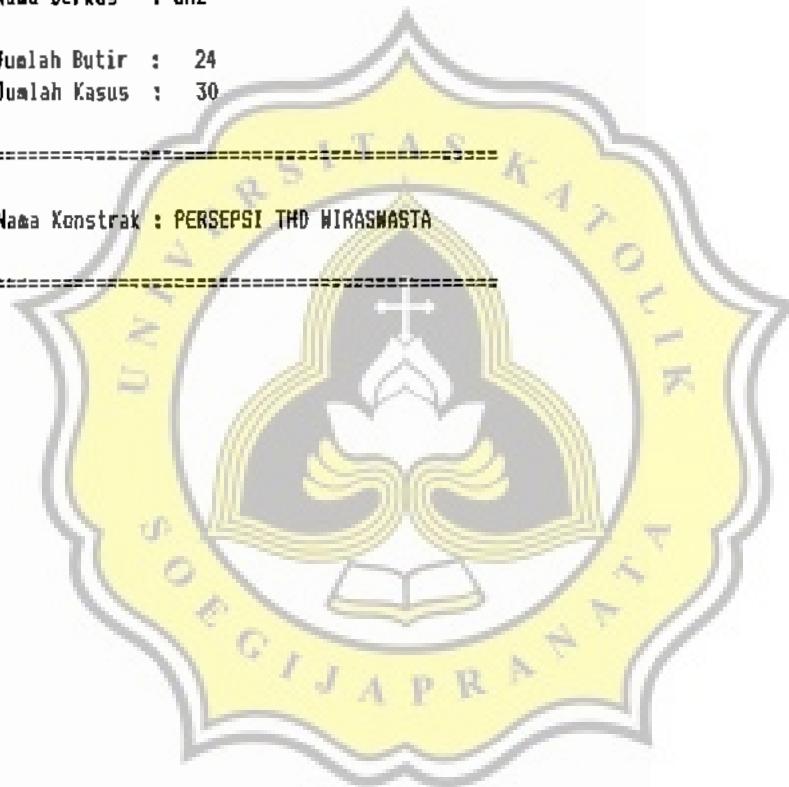 Jumlah Butir : 24
Jumlah Kasus : 30
Nama Konstrak : PERSEPSI THD WIRASWASTA
UNIVERSITAS KATOLIK
SOEGIJAPRANATA